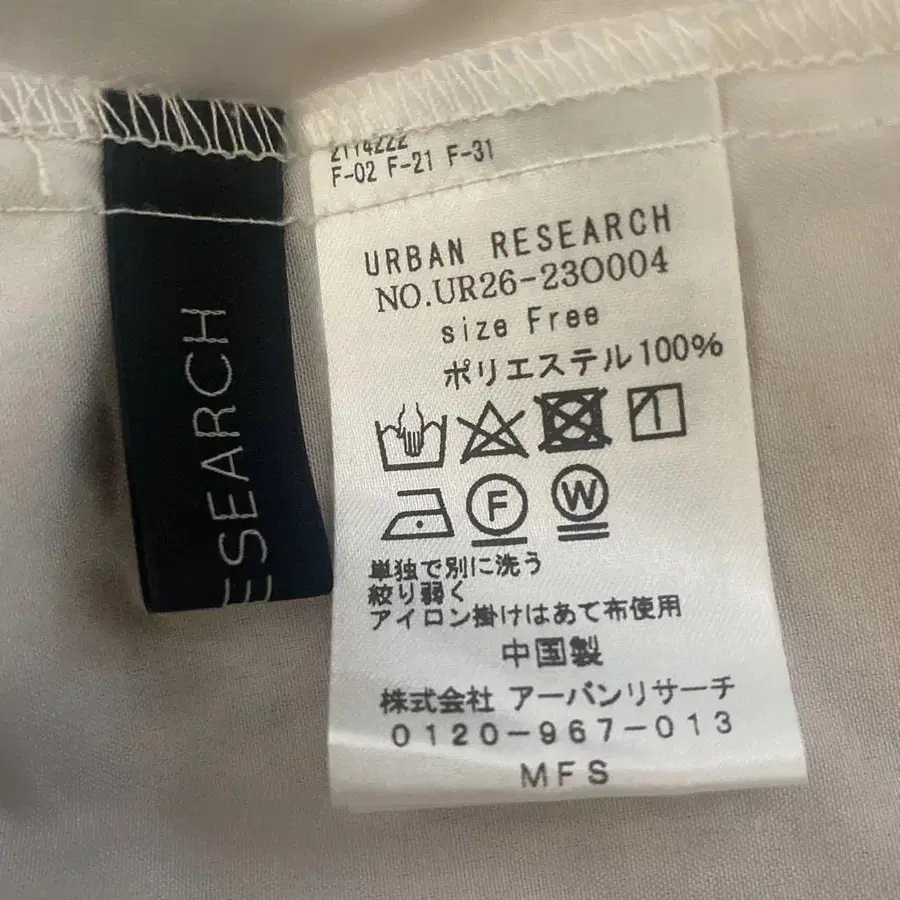 ESEARCH
2114222
F-02 F-21 F-31
URBAN RESEARCH
NO.UR26-23O004
size Free
ポリエステル100%
F
W
単独で別に洗う
絞り弱く
アイロン掛けはあて布使用
中国製
株式会社 アーバンリサーチ
0120-967-013
MFS